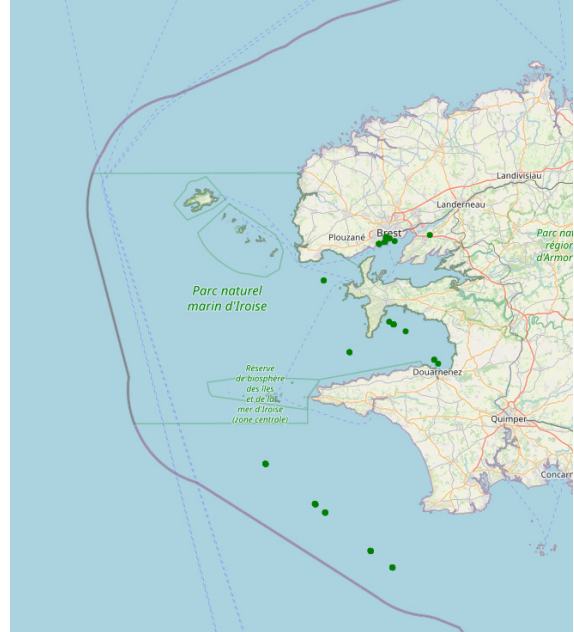 Landivisiau
Landerneau
Plouzané
Brest
Parc nat
région
d'Armor
Parc naturel
marin d'Iroise
Réserve
de biosphère
des îles
et de la
mer d'Iroise
(zone centrale)
Douarnenez
Quimper
Concarn